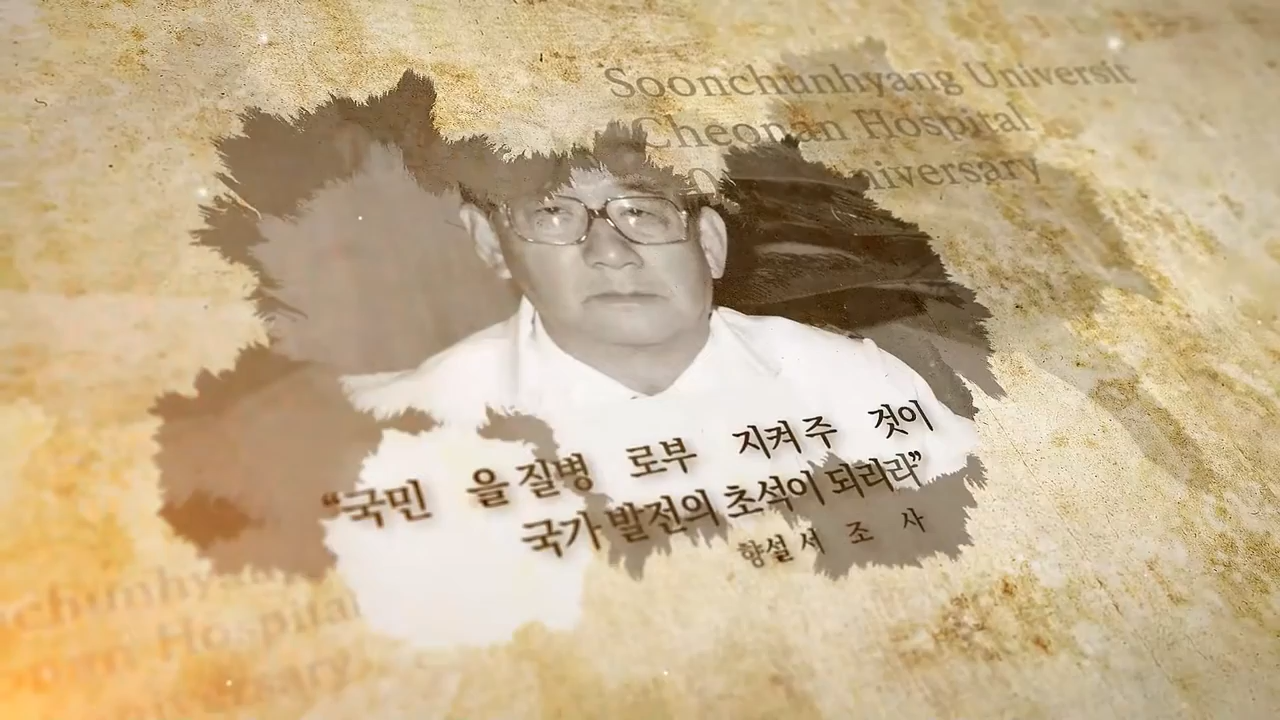 Soonchunhyang Universit
Cheonan Hospital
niversary
“국민 을 질병 로부 지켜주 것이
국가 발전의 초석이 되리라”
향설 서 조 사
Hospital